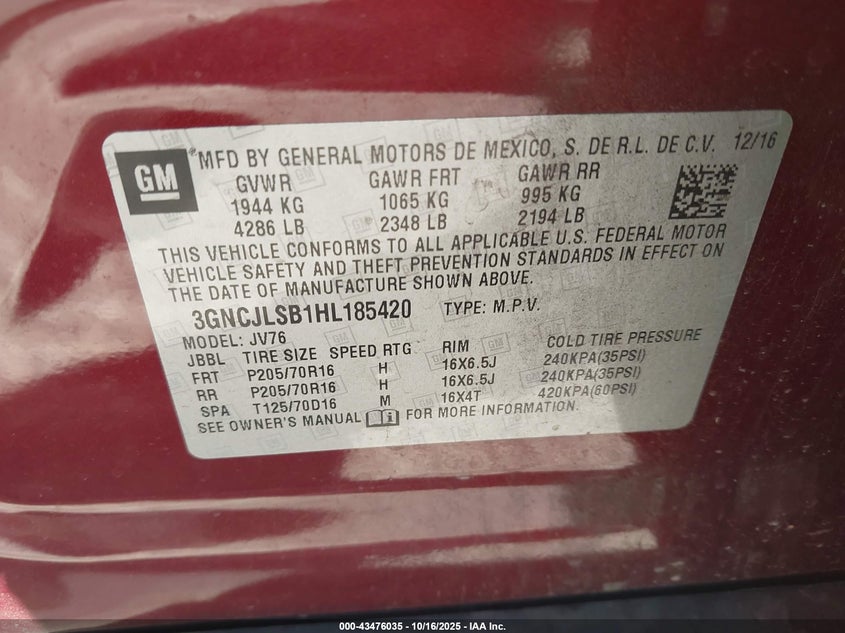 GM
®MFD BY GENERAL MOTORS DE MEXICO, S. DE R.L. DE C.V. 12/16
GVWR GAWR FRT GAWR RR
1944 KG 1065 KG 995 KG
4286 LB 2348 LB 2194 LB
THIS VEHICLE CONFORMS TO ALL APPLICABLE U.S. FEDERAL MOTOR
VEHICLE SAFETY AND THEFT PREVENTION STANDARDS IN EFFECT ON
THE DATE OF MANUFACTURE SHOWN ABOVE.
3GNCJLSB1HL185420 TYPE: M.P.V.
MODEL: JV76
JBBL TIRE SIZE SPEED RTG RIM COLD TIRE PRESSURE
FRT P205/70R16 H 16X6.5J 240KPA(35PSI)
RR P205/70R16 H 16X6.5J 240KPA(35PSI)
SPA T125/70D16 M 16X4T 420KPA(60PSI)
SEE OWNER'S MANUAL FOR MORE INFORMATION.
000-43476035 - 10/16/2025 - IAA Inc.